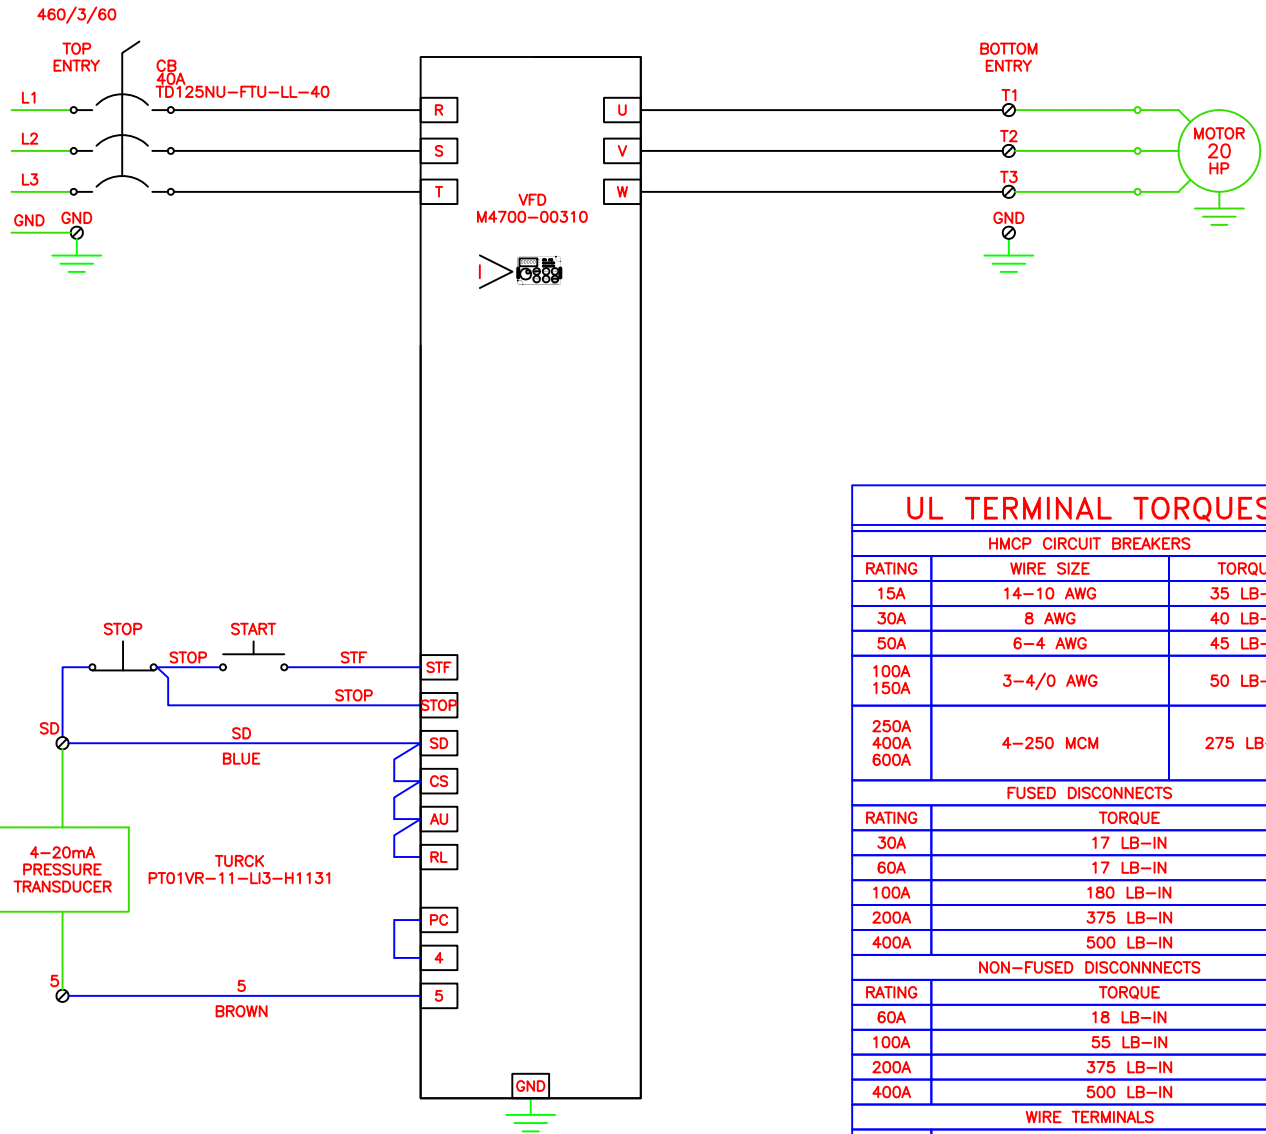 460/3/60
TOP
ENTRY
CB
40A
TD125NU-FTU-LL-40
BOTTOM
ENTRY
L1
R
U
T1
L2
S
V
T2
MOTOR
20
HP
L3
T
W
T3
VFD
M4700-00310
GND
GND
GND
I
UL TERMINAL TORQUES
HMCP CIRCUIT BREAKERS
RATING WIRE SIZE
15A 14-10 AWG 35
30A 8 AWG 40
50A 6-4 AWG 45
100A
150A
3-4/0 AWG 50
250A
400A
600A
4-250 MCM 275
FUSED DISCONNECTS
RATING TORQUE
30A 17 LB-IN
60A 17 LB-IN
100A 180 LB-IN
200A 375 LB-IN
400A 500 LB-IN
NON-FUSED DISCONNNECTS
RATING TORQUE
60A 18 LB-IN
100A 55 LB-IN
200A 375 LB-IN
400A 500 LB-IN
WIRE TERMINALS
STOP
START
STOP
STF
STF
STOP
STOP
SD
SD
SD
BLUE
CS
AU
RL
4-20mA
PRESSURE
TRANSDUCER
TURCK
PT01VR-11-LI3-H1131
PC
4
5
5
5
BROWN
GND